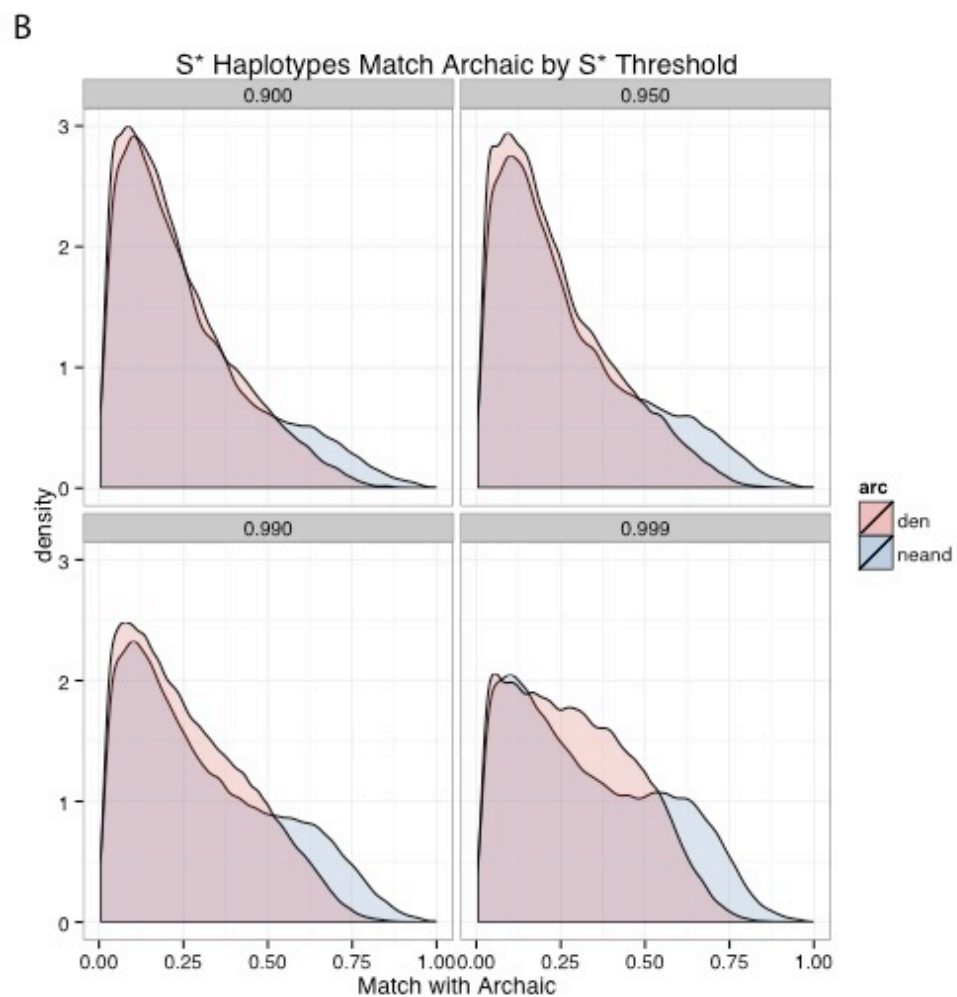 B
S* Haplotypes Match Archaic by S* Threshold
0.900
0.950
3
2
1
0
0.990
0.999
3
2
1
0
density
0.00 0.25 0.50 0.75 1.00 0.00 0.25 0.50 0.75 1.00
Match with Archaic
arc
den
neand